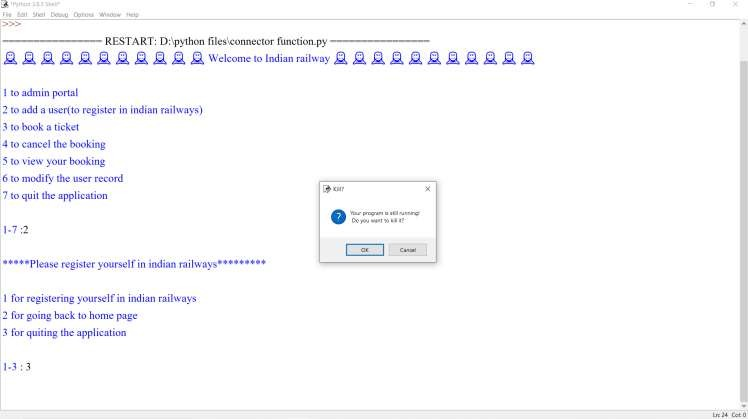 *Python 3.8.3 Shell*
File Edit Shell Debug Options Window Help
>>>
================ RESTART: D:\python files\connector function.py ================
Welcome to Indian railway
1 to admin portal
2 to add a user(to register in indian railways)
3 to book a ticket
4 to cancel the booking
5 to view your booking
6 to modify the user record
7 to quit the application
1-7 :2
*****Please register yourself in indian railways*********
1 for registering yourself in indian railways
2 for going back to home page
3 for quiting the application
1-3 : 3
Kill?
Your program is still running!
Do you want to kill it?
OK Cancel
Ln: 24 Col: 0